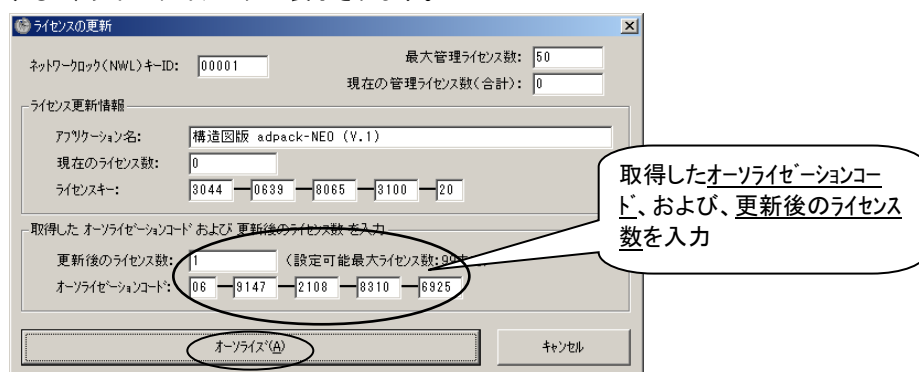 ライセンスの更新
ネットワークロック(NWL)キーID: 00001
最大管理ライセンス数: 50
現在の管理ライセンス数(合計): 0
ライセンス更新情報
アプリケーション名: 構造図版 adpack-NEO (V.1)
現在のライセンス数: 0
ライセンスキー: 3044 0639 8065 3100 20
取得した オーソライゼーションコード および 更新後のライセンス数 を入力
更新後のライセンス数: 1 (設定可能最大ライセンス数:99
オーソライゼーションコード: 06 9147 2108 8310 6925
オーソライズ(A)
キャンセル
取得したオーソライゼーションコー
ド、および、更新後のライセンス
数を入力